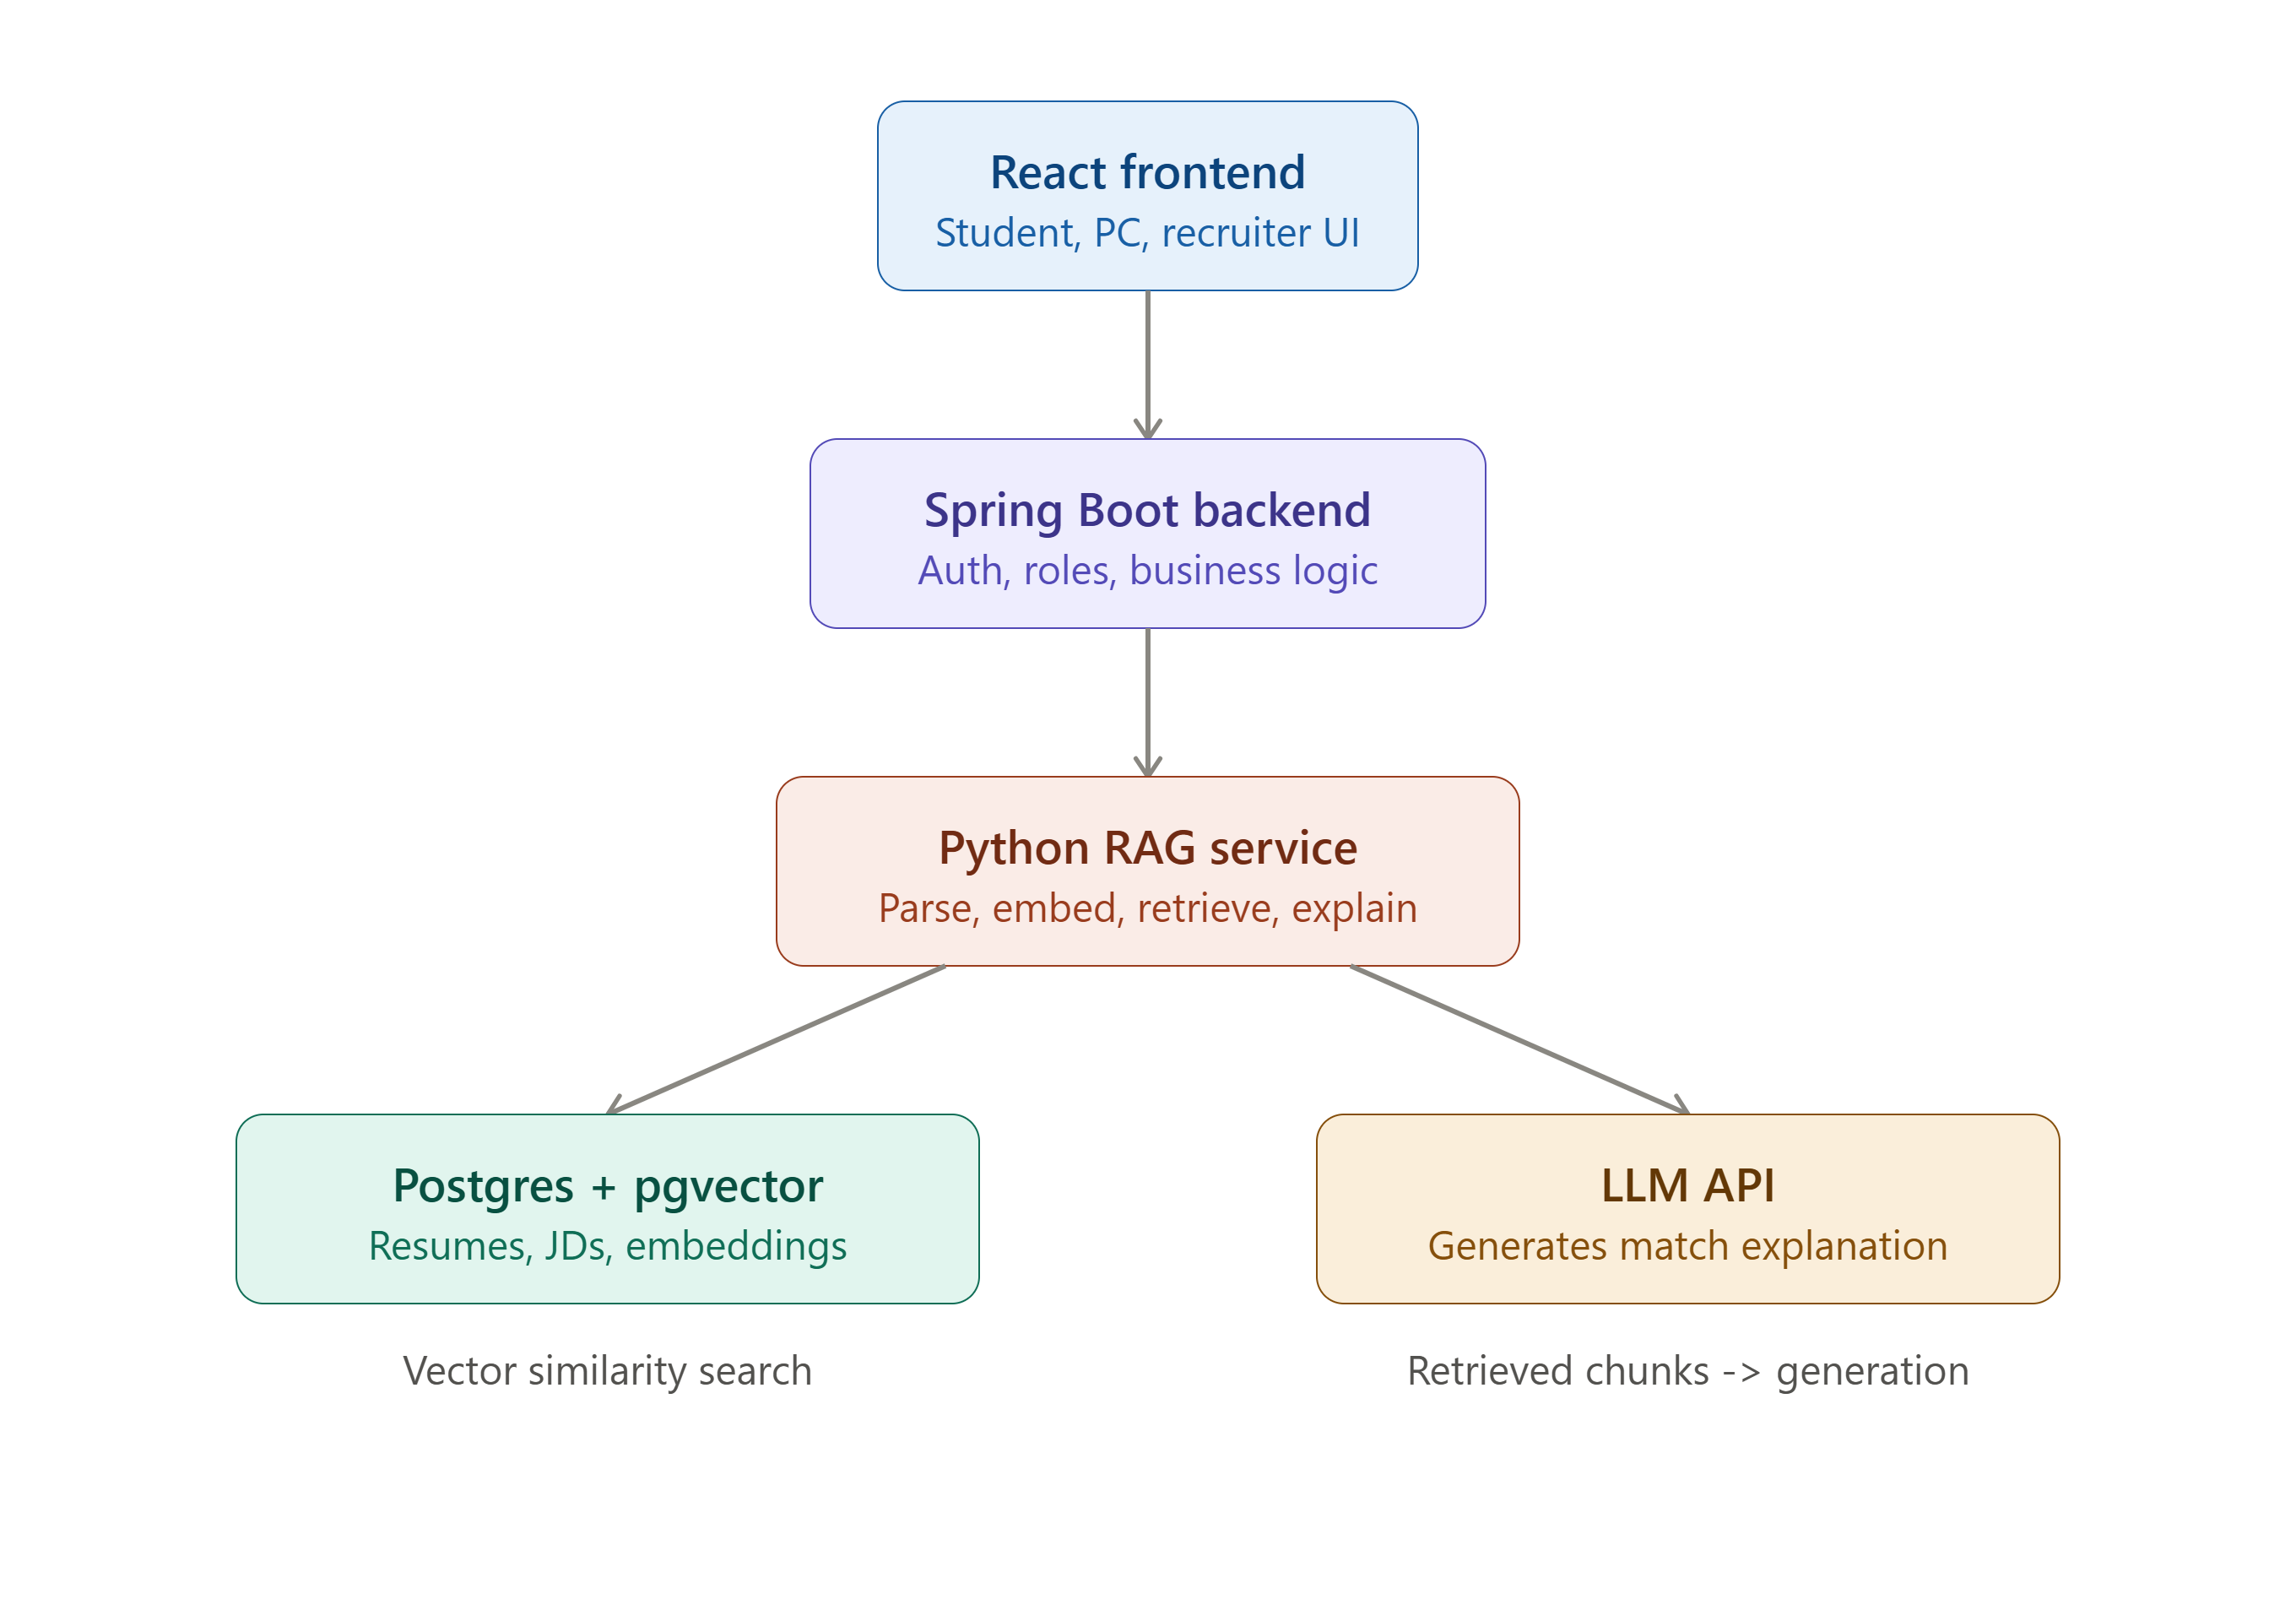 React frontend
Student, PC, recruiter UI
Spring Boot backend
Auth, roles, business logic
Python RAG service
Parse, embed, retrieve, explain
Postgres + pgvector
Resumes, JDs, embeddings
Vector similarity search
LLM API
Generates match explanation
Retrieved chunks -> generation